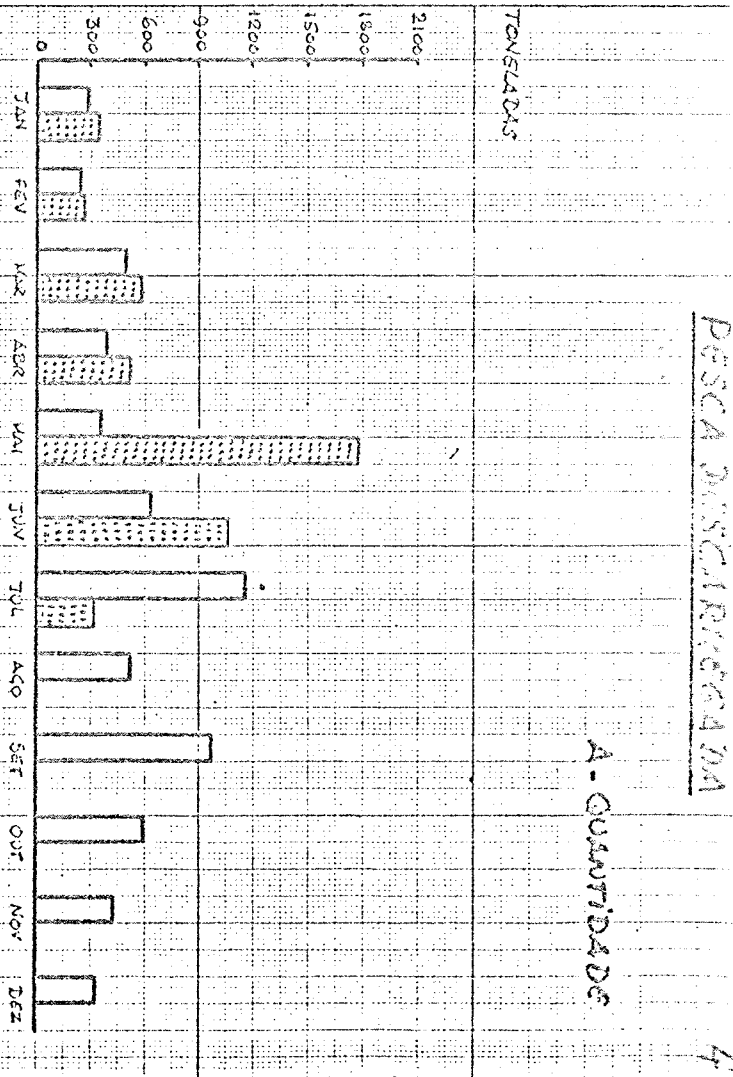 4
PESCA DESCARREGADA
A - QUANTIDADE
TONELADAS
2100
1800
1500
1200
900
600
300
0
JAN FEV MAR ABR MAI JUN JUL AGO SET OUT NOV DEZ